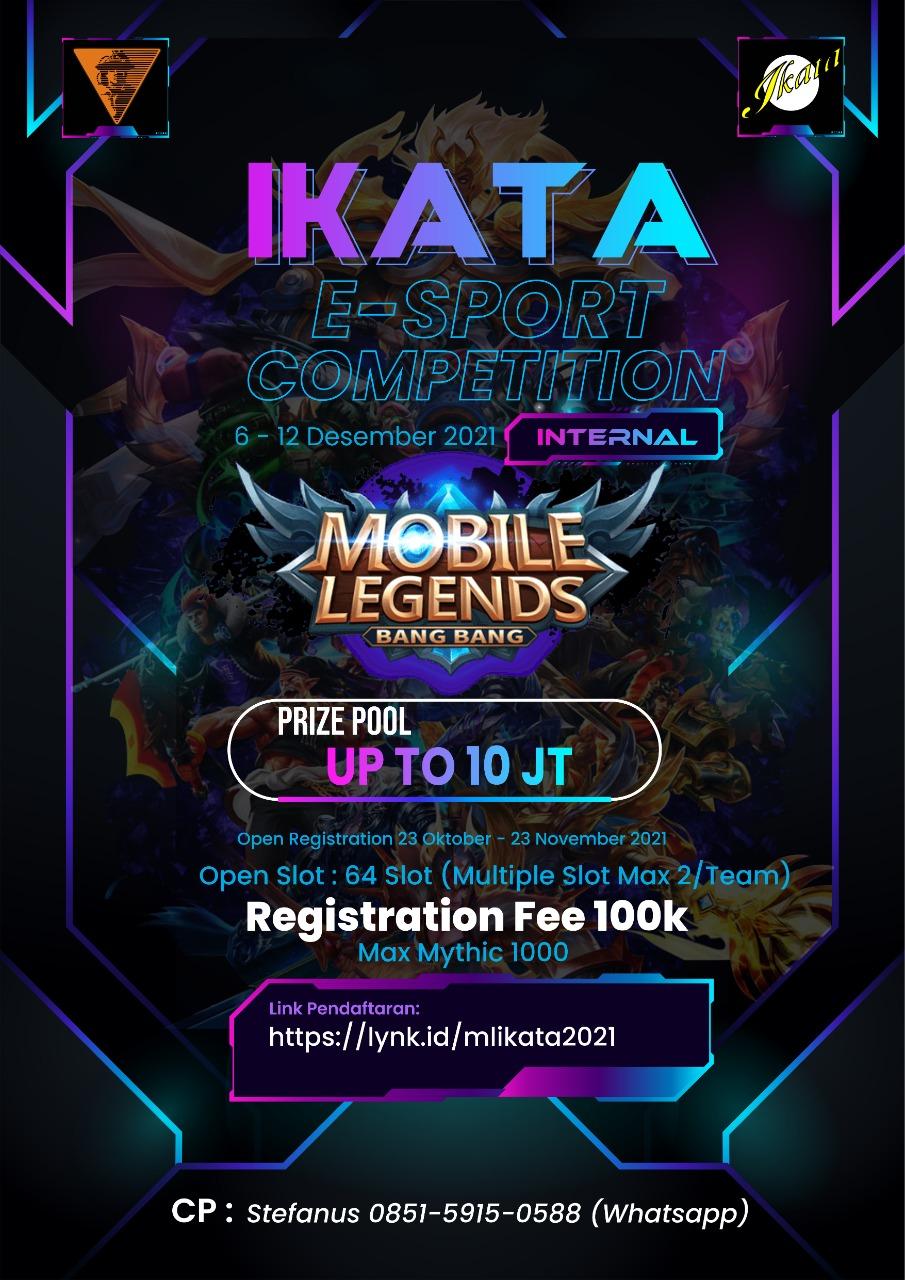 Ikata
IKATA
E-SPORT
COMPETITION
6 - 12 Desember 2021
INTERNAL
MOBILE
LEGENDS
BANG BANG
PRIZE POOL
UP TO 10 JT
Open Registration 23 Oktober - 23 November 2021
Open Slot : 64 Slot (Multiple Slot Max 2/Team)
Registration Fee 100k
Max Mythic 1000
Link Pendaftaran:
https://lynk.id/mlikata2021
CP : Stefanus 0851-5915-0588 (Whatsapp)